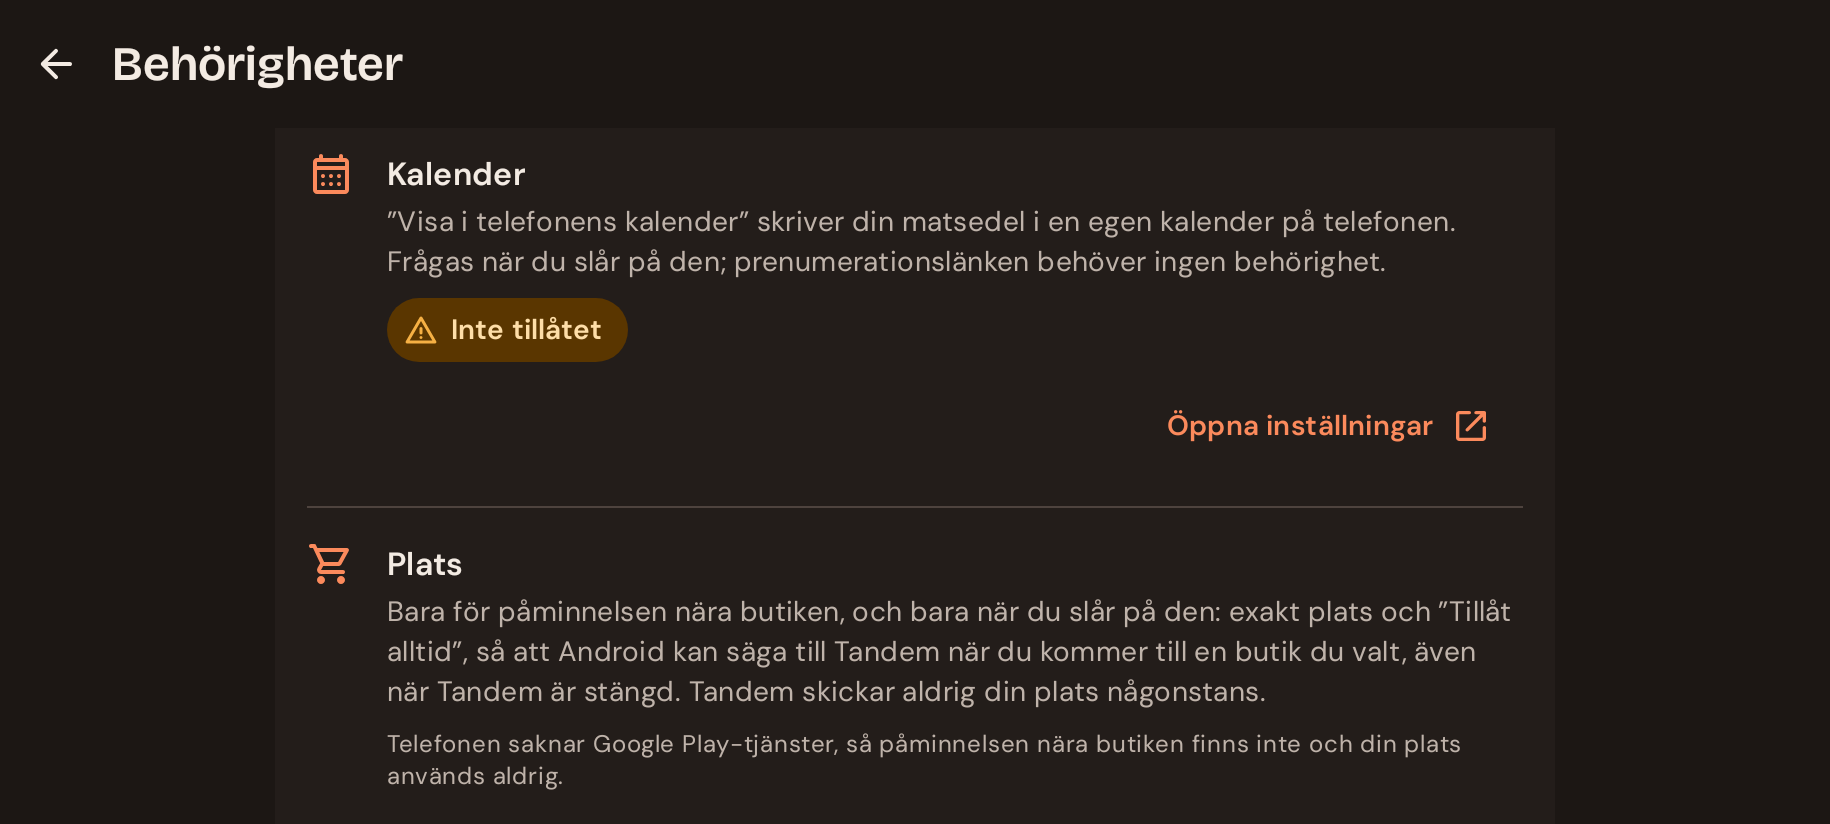 Behörigheter
Kalender
”Visa i telefonens kalender” skriver din matsedel i en egen kalender på telefonen.
Frågas när du slår på den; prenumerationslänken behöver ingen behörighet.
Inte tillåtet
Öppna inställningar
Plats
Bara för påminnelsen nära butiken, och bara när du slår på den: exakt plats och ”Tillåt
alltid”, så att Android kan säga till Tandem när du kommer till en butik du valt, även
när Tandem är stängd. Tandem skickar aldrig din plats någonstans.
Telefonen saknar Google Play-tjänster, så påminnelsen nära butiken finns inte och din plats
används aldrig.